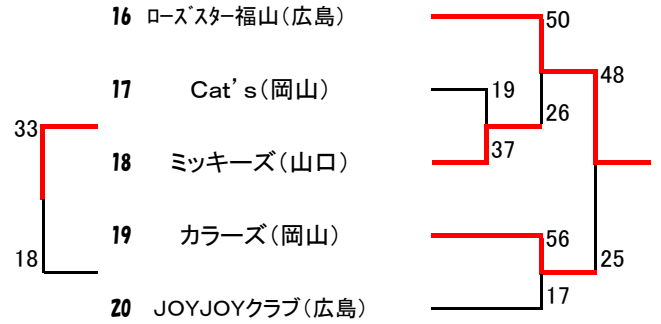 16 ローズスター福山(広島) 50
48
17 Cat's(岡山) 19
26
33
18 ミッキーズ(山口) 37
19 カラーズ(岡山) 56
18 25
17
20 JOYJOYクラブ(広島)